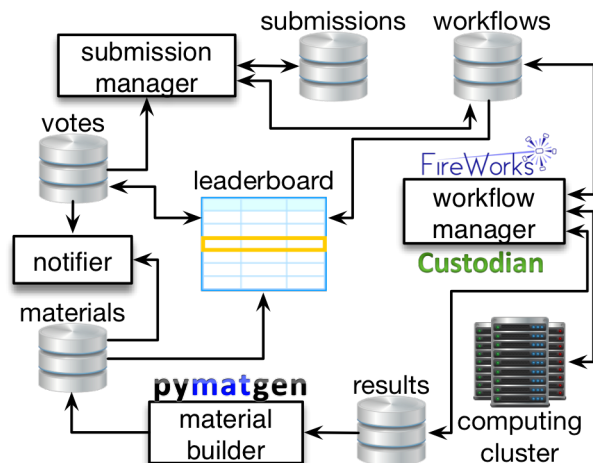 submission
manager
submissions
workflows
votes
leaderboard
FireWorks
workflow
manager
Custodian
notifier
materials
pymatgen
material
builder
results
computing
cluster